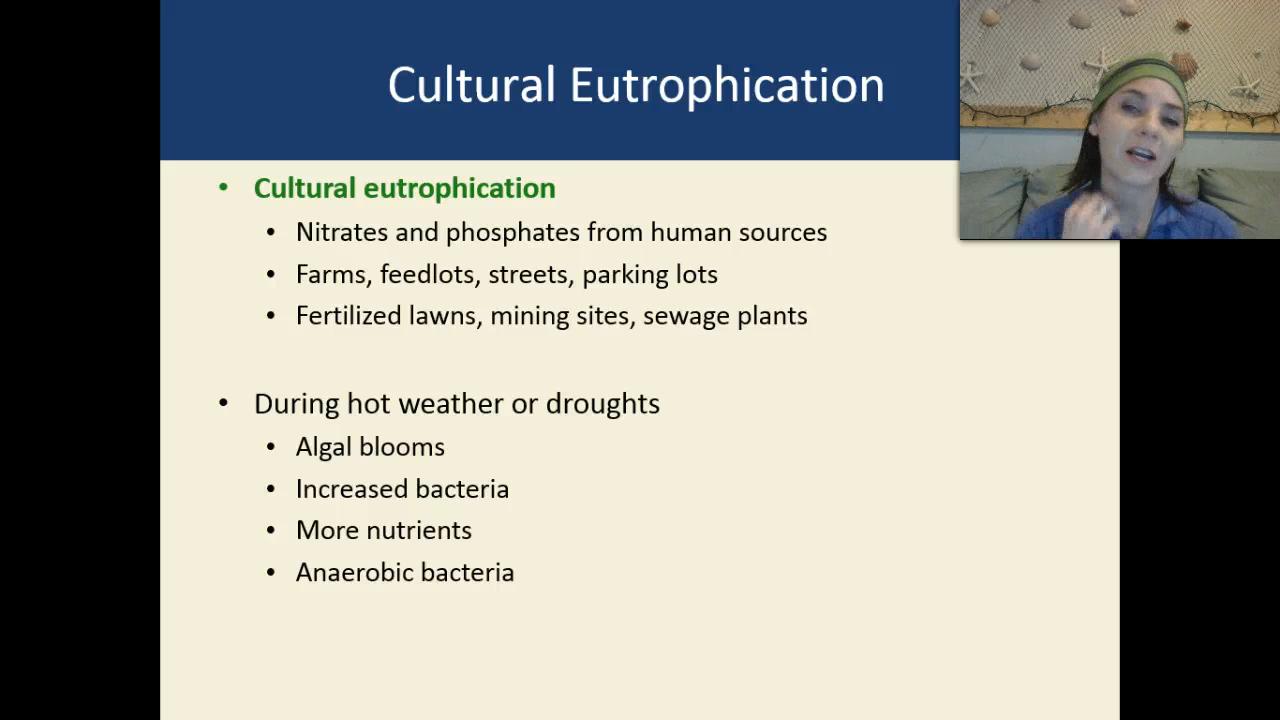 Cultural Eutrophication
• Cultural eutrophication
• Nitrates and phosphates from human sources
• Farms, feedlots, streets, parking lots
• Fertilized lawns, mining sites, sewage plants
• During hot weather or droughts
• Algal blooms
• Increased bacteria
• More nutrients
• Anaerobic bacteria